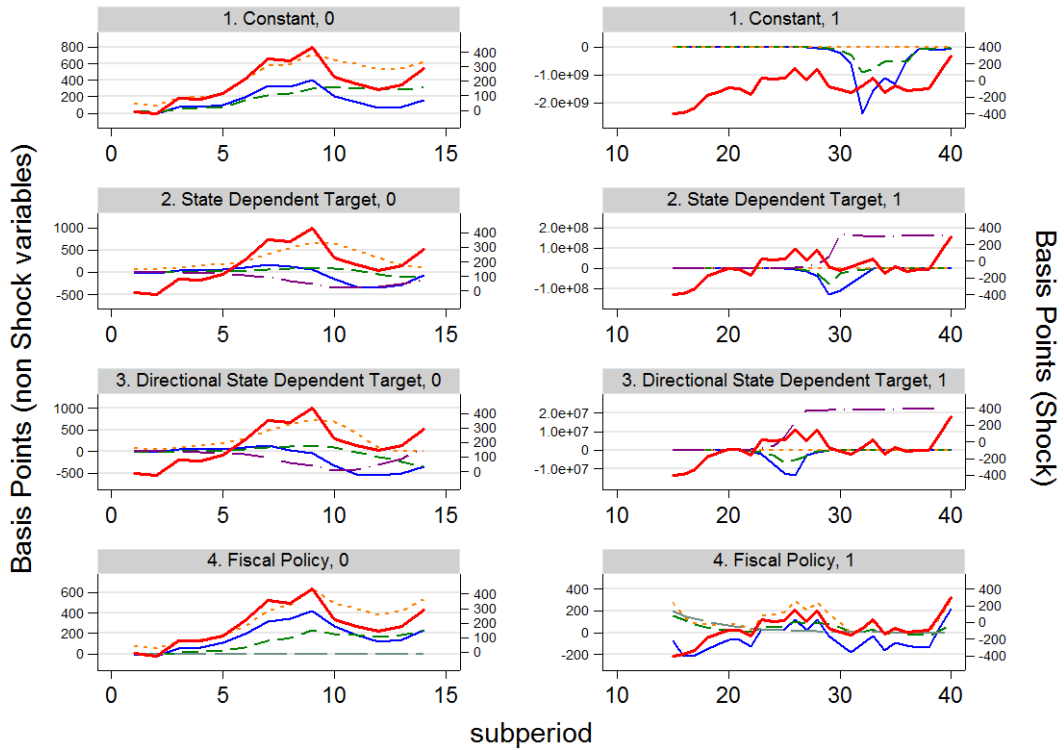 1. Constant, 0
1. Constant, 1
800
600
400
200
0
400
300
200
100
0
0
-1.0e+09
-2.0e+09
400
200
0
-200
-400
0 5 10 15
10 20 30 40
2. State Dependent Target, 0
2. State Dependent Target, 1
1000
500
0
-500
400
300
200
100
0
2.0e+08
1.0e+08
0
-1.0e+08
400
200
0
-200
-400
0 5 10 15
10 20 30 40
3. Directional State Dependent Target, 0
3. Directional State Dependent Target, 1
1000
500
0
-500
400
300
200
100
0
2.0e+07
1.0e+07
0
-1.0e+07
400
200
0
-200
-400
0 5 10 15
10 20 30 40
4. Fiscal Policy, 0
4. Fiscal Policy, 1
600
400
200
0
400
300
200
100
0
400
200
0
-200
400
200
0
-200
-400
0 5 10 15
10 20 30 40
Basis Points (non Shock variables)
Basis Points (Shock)
subperiod